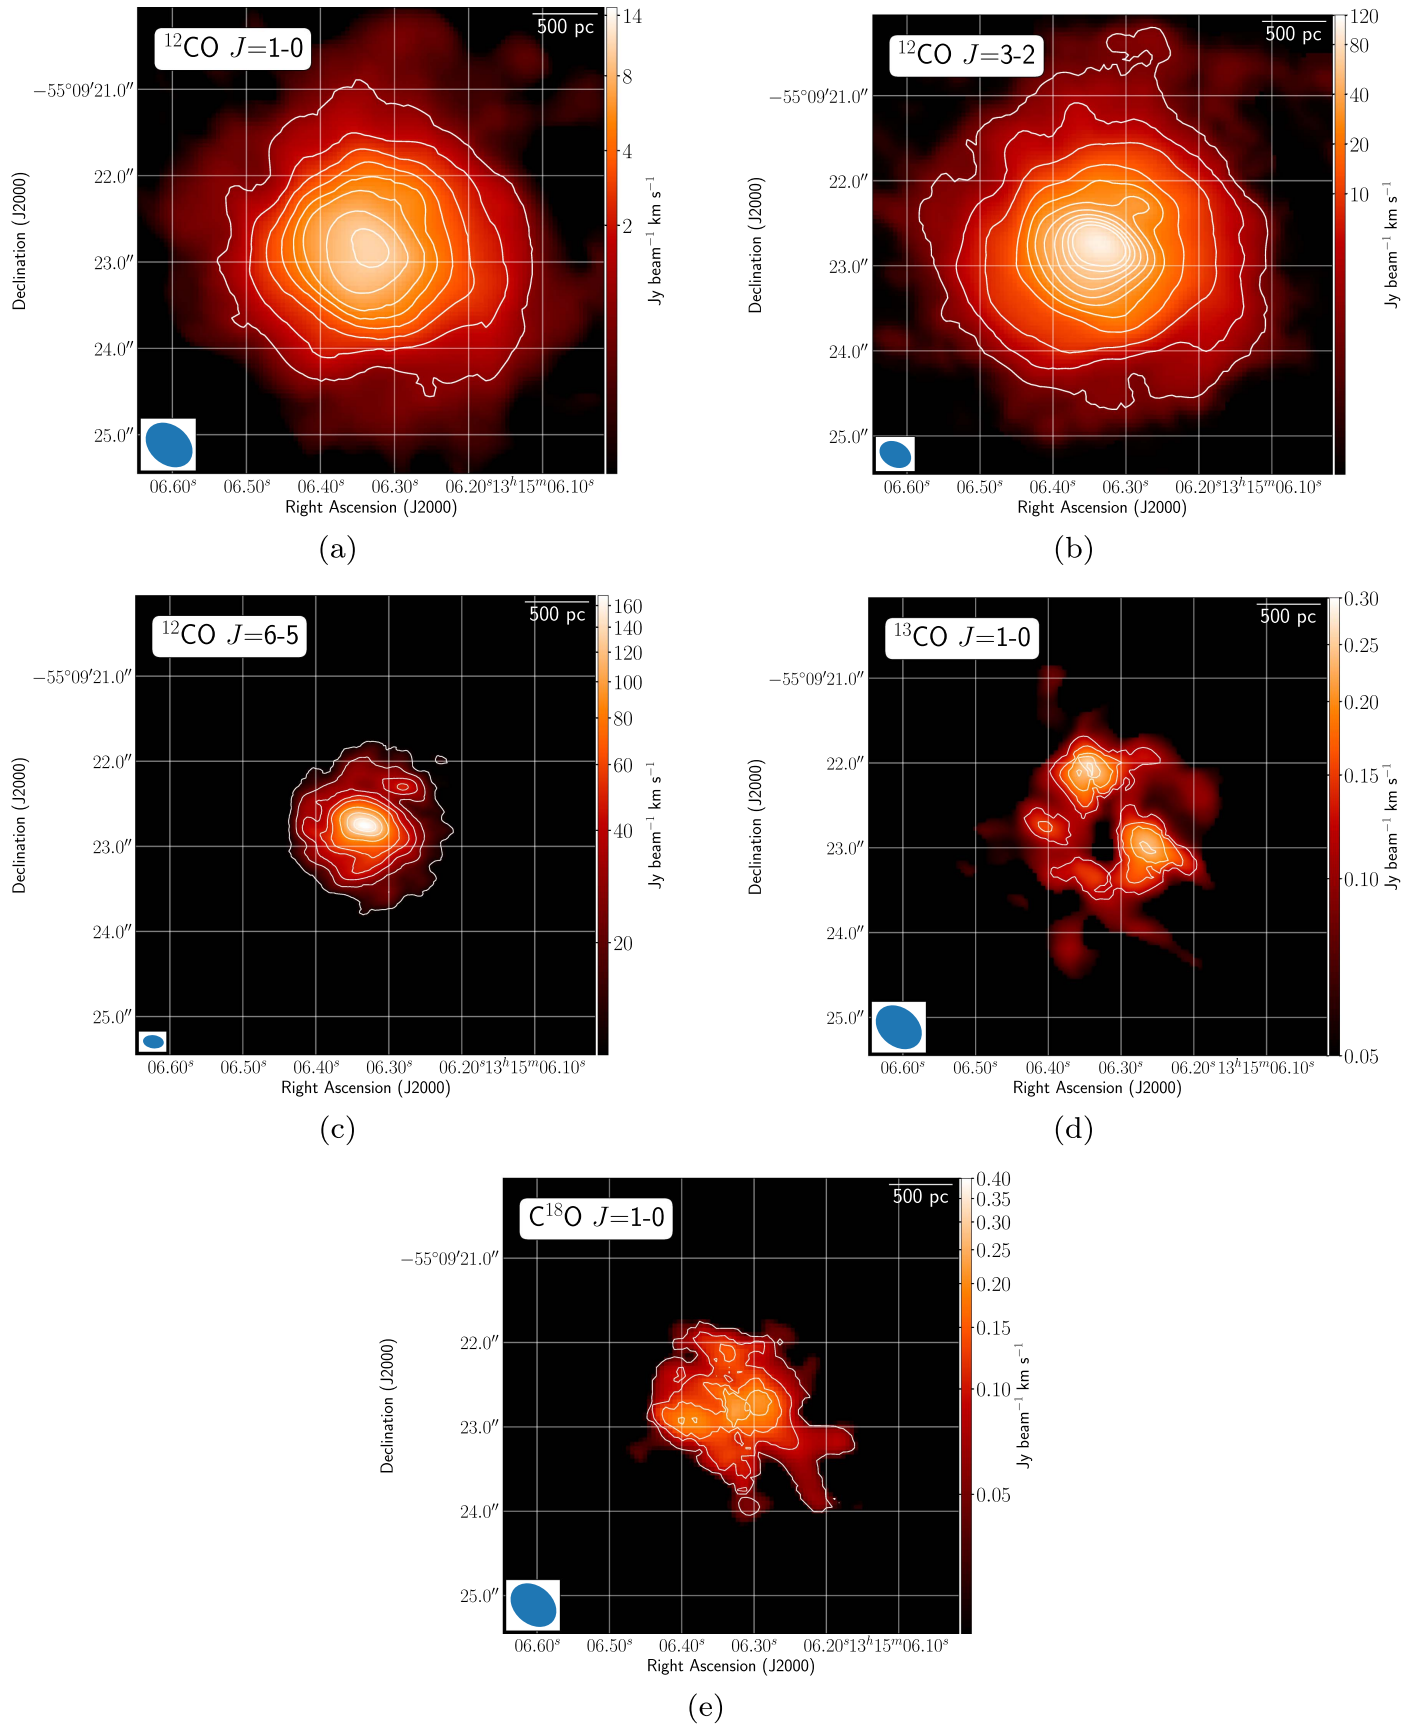 ¹²CO J=1-0
500 pc
14
8
4
2
Jy beam⁻¹ km s⁻¹
−55°09′21.0″
22.0″
23.0″
24.0″
25.0″
Declination (J2000)
06.60ˢ 06.50ˢ 06.40ˢ 06.30ˢ 06.20ˢ13ʰ15ᵐ06.10ˢ
Right Ascension (J2000)
(a)
¹²CO J=3-2
500 pc
120
80
40
20
10
Jy beam⁻¹ km s⁻¹
−55°09′21.0″
22.0″
23.0″
24.0″
25.0″
Declination (J2000)
06.60ˢ 06.50ˢ 06.40ˢ 06.30ˢ 06.20ˢ13ʰ15ᵐ06.10ˢ
Right Ascension (J2000)
(b)
¹²CO J=6-5
500 pc
160
140
120
100
80
60
40
20
Jy beam⁻¹ km s⁻¹
−55°09′21.0″
22.0″
23.0″
24.0″
25.0″
Declination (J2000)
06.60ˢ 06.50ˢ 06.40ˢ 06.30ˢ 06.20ˢ13ʰ15ᵐ06.10ˢ
Right Ascension (J2000)
(c)
¹³CO J=1-0
500 pc
0.30
0.25
0.20
0.15
0.10
0.05
Jy beam⁻¹ km s⁻¹
−55°09′21.0″
22.0″
23.0″
24.0″
25.0″
Declination (J2000)
06.60ˢ 06.50ˢ 06.40ˢ 06.30ˢ 06.20ˢ13ʰ15ᵐ06.10ˢ
Right Ascension (J2000)
(d)
C¹⁸O J=1-0
500 pc
0.40
0.35
0.30
0.25
0.20
0.15
0.10
0.05
Jy beam⁻¹ km s⁻¹
−55°09′21.0″
22.0″
23.0″
24.0″
25.0″
Declination (J2000)
06.60ˢ 06.50ˢ 06.40ˢ 06.30ˢ 06.20ˢ13ʰ15ᵐ06.10ˢ
Right Ascension (J2000)
(e)